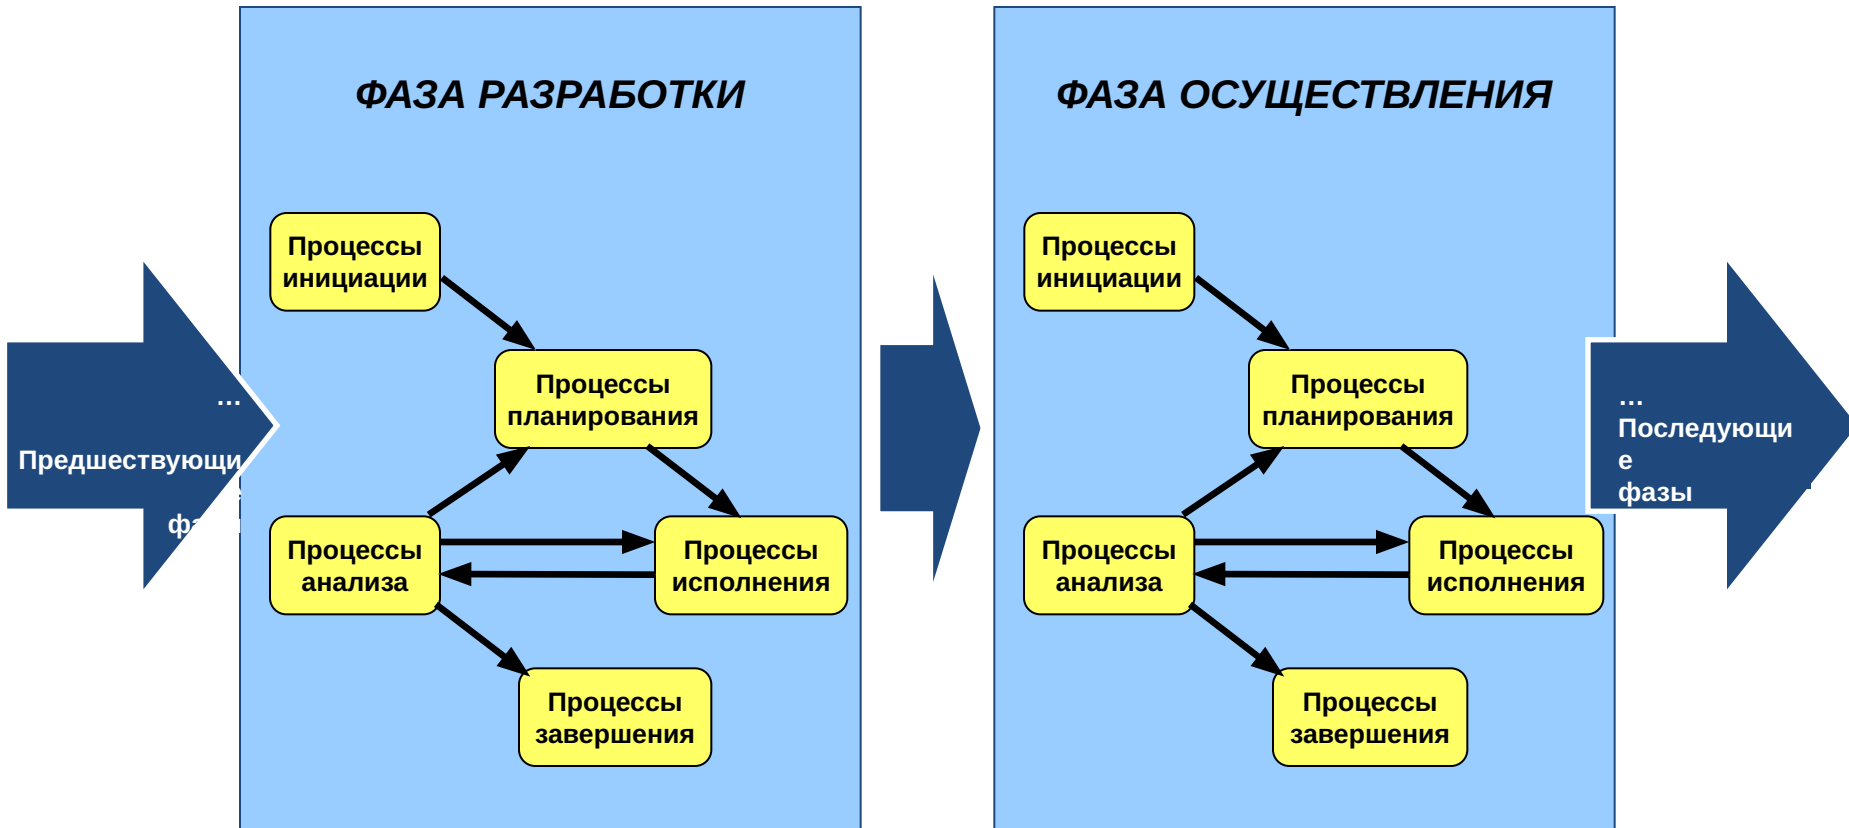 ФАЗА РАЗРАБОТКИ
ФАЗА ОСУЩЕСТВЛЕНИЯ
…
Предшествующи
Процессы
инициации
Процессы
планирования
Процессы
анализа
Процессы
исполнения
Процессы
завершения
Процессы
инициации
Процессы
планирования
Процессы
анализа
Процессы
исполнения
Процессы
завершения
…
Последующи
е
фазы